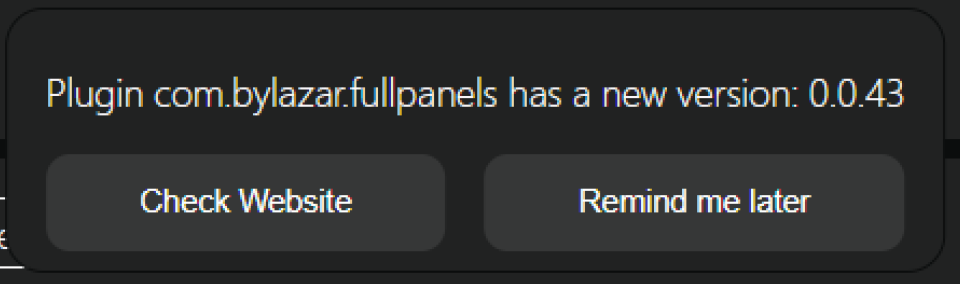 Plugin com.bylazar.fullpanels has a new version: 0.0.43
Check Website
Remind me later